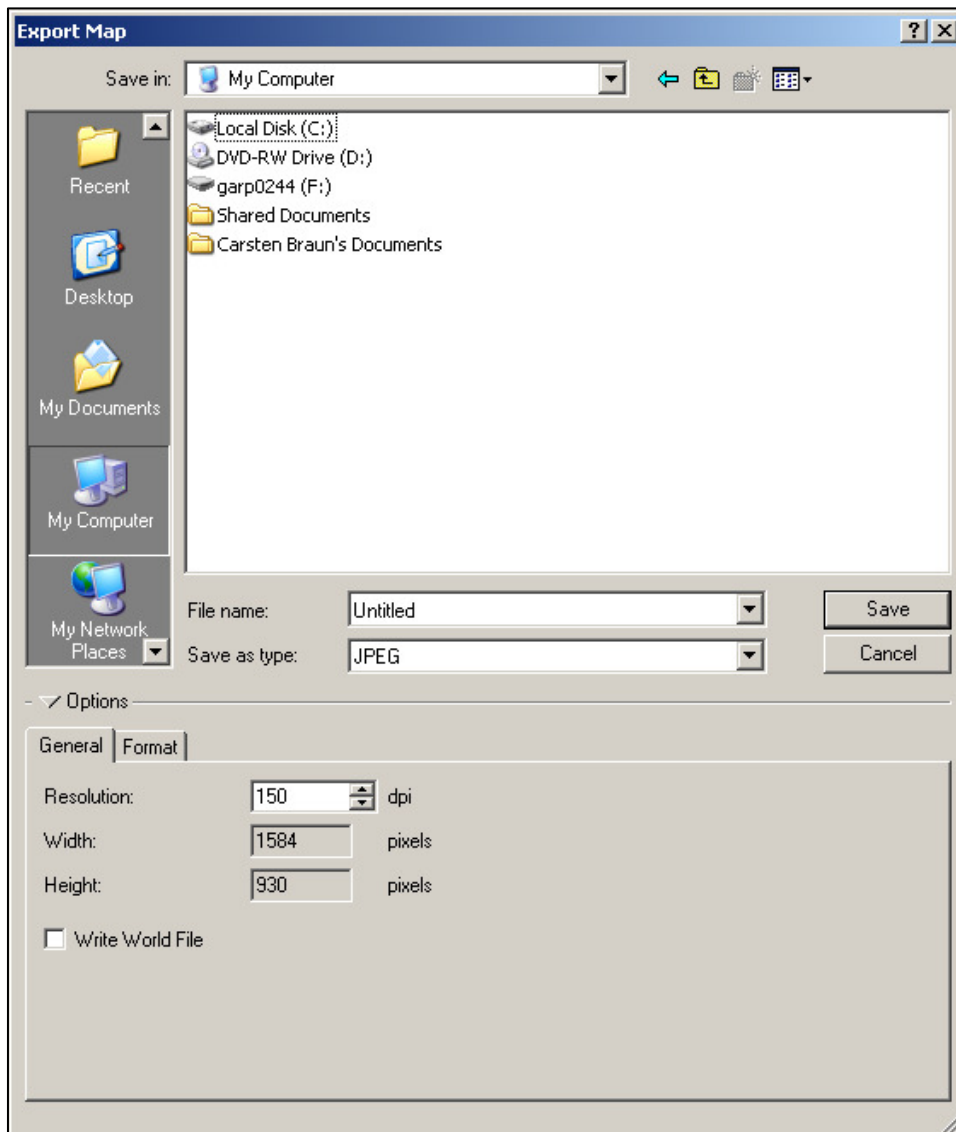 Export Map
Save in: My Computer
Recent
Desktop
My Documents
My Computer
My Network
Places
Local Disk (C:)
DVD-RW Drive (D:)
garp0244 (F:)
Shared Documents
Carsten Braun's Documents
File name: Untitled Save
Save as type: JPEG Cancel
Options
General Format
Resolution: 150 dpi
Width: 1584 pixels
Height: 930 pixels
Write World File